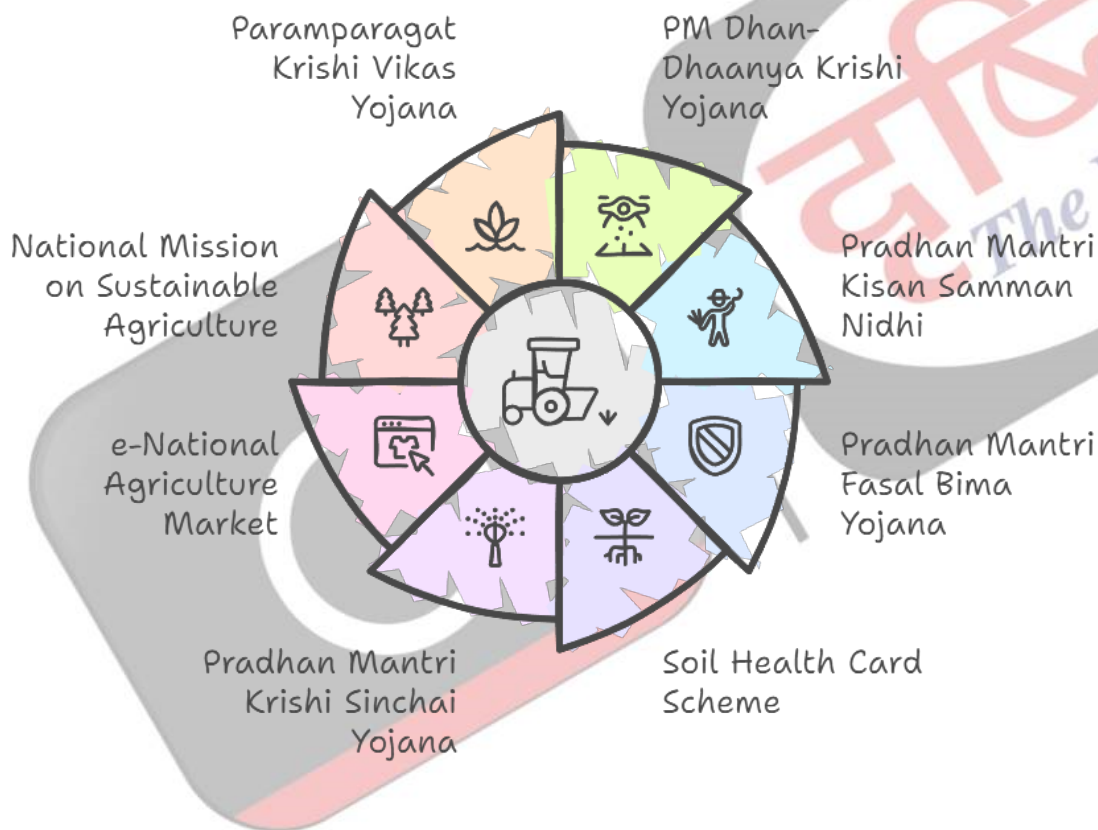 Paramparagat
Krishi Vikas
Yojana
PM Dhan-
Dhaanya Krishi
Yojana
National Mission
on Sustainable
Agriculture
Pradhan Mantri
Kisan Samman
Nidhi
e-National
Agriculture
Market
Pradhan Mantri
Fasal Bima
Yojana
Pradhan Mantri
Krishi Sinchai
Yojana
Soil Health Card
Scheme
The